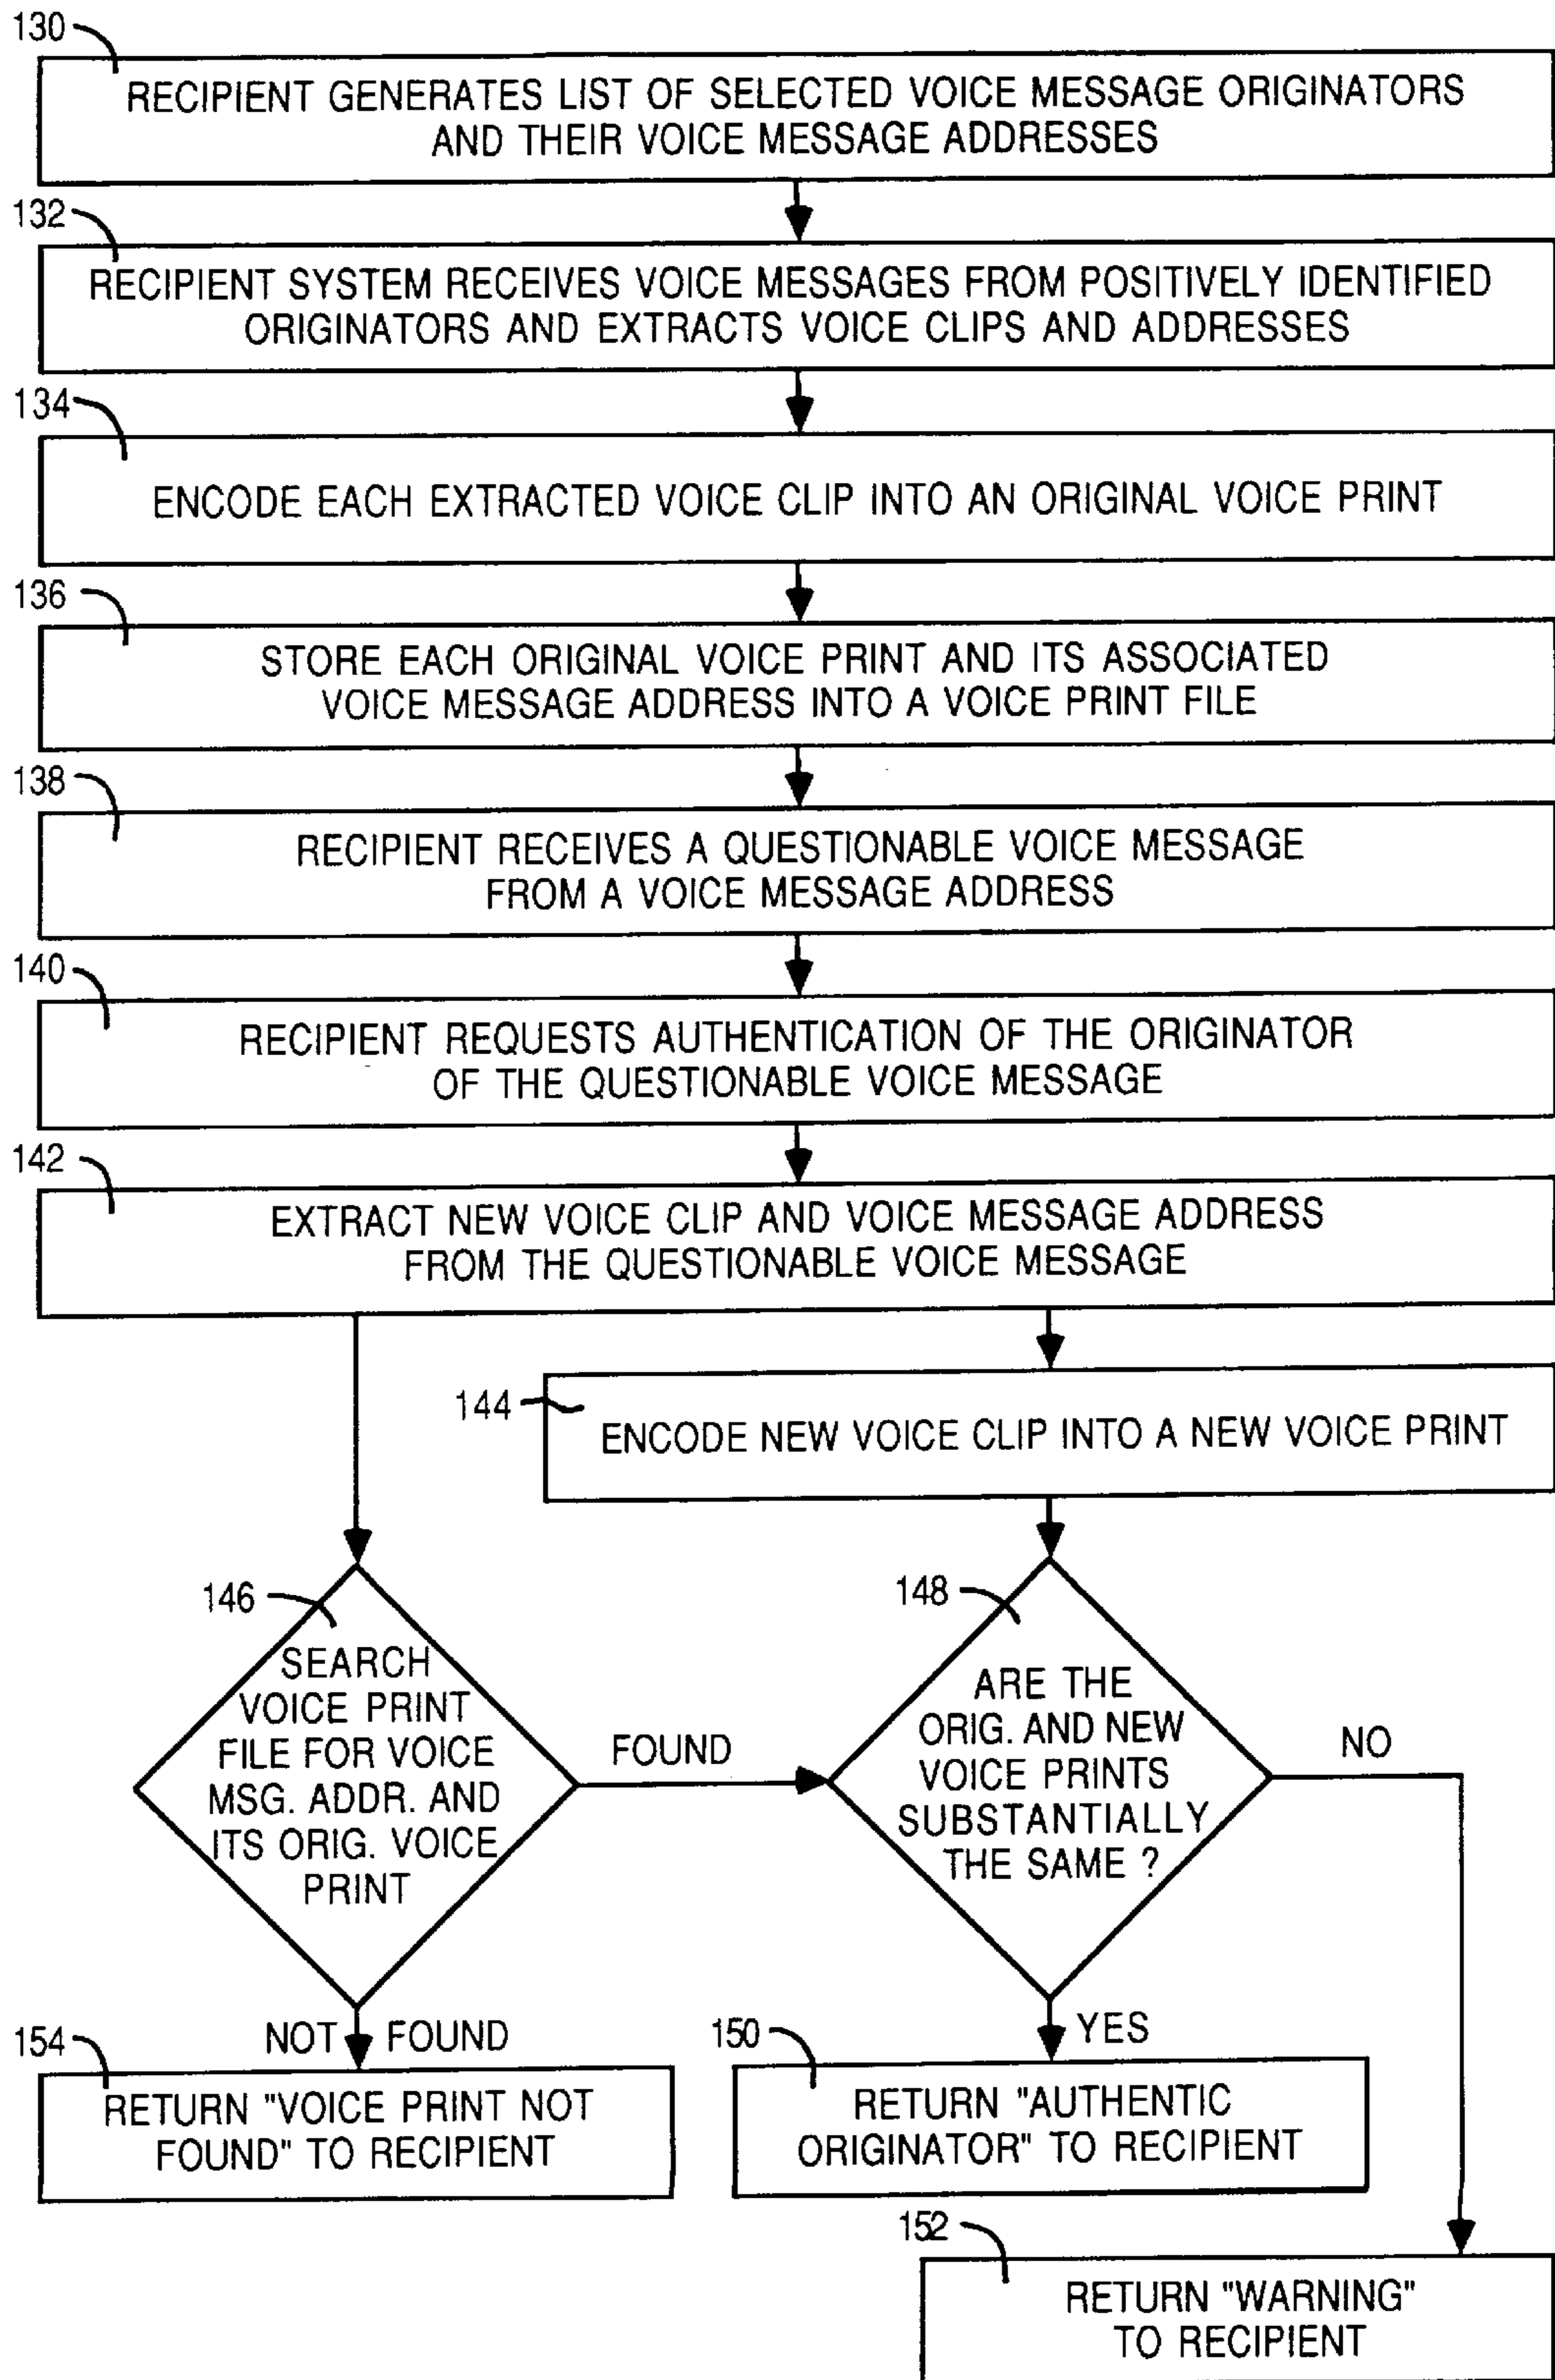 130
RECIPIENT GENERATES LIST OF SELECTED VOICE MESSAGE ORIGINATORS
AND THEIR VOICE MESSAGE ADDRESSES
132
RECIPIENT SYSTEM RECEIVES VOICE MESSAGES FROM POSITIVELY IDENTIFIED
ORIGINATORS AND EXTRACTS VOICE CLIPS AND ADDRESSES
134
ENCODE EACH EXTRACTED VOICE CLIP INTO AN ORIGINAL VOICE PRINT
136
STORE EACH ORIGINAL VOICE PRINT AND ITS ASSOCIATED
VOICE MESSAGE ADDRESS INTO A VOICE PRINT FILE
138
RECIPIENT RECEIVES A QUESTIONABLE VOICE MESSAGE
FROM A VOICE MESSAGE ADDRESS
140
RECIPIENT REQUESTS AUTHENTICATION OF THE ORIGINATOR
OF THE QUESTIONABLE VOICE MESSAGE
142
EXTRACT NEW VOICE CLIP AND VOICE MESSAGE ADDRESS
FROM THE QUESTIONABLE VOICE MESSAGE
144
ENCODE NEW VOICE CLIP INTO A NEW VOICE PRINT
146
SEARCH
VOICE PRINT
FILE FOR VOICE
MSG. ADDR. AND
ITS ORIG. VOICE
PRINT
FOUND
148
ARE THE
ORIG. AND NEW
VOICE PRINTS
SUBSTANTIALLY
THE SAME ?
NO
NOT FOUND
YES
154
RETURN "VOICE PRINT NOT
FOUND" TO RECIPIENT
150
RETURN "AUTHENTIC
ORIGINATOR" TO RECIPIENT
152
RETURN "WARNING"
TO RECIPIENT